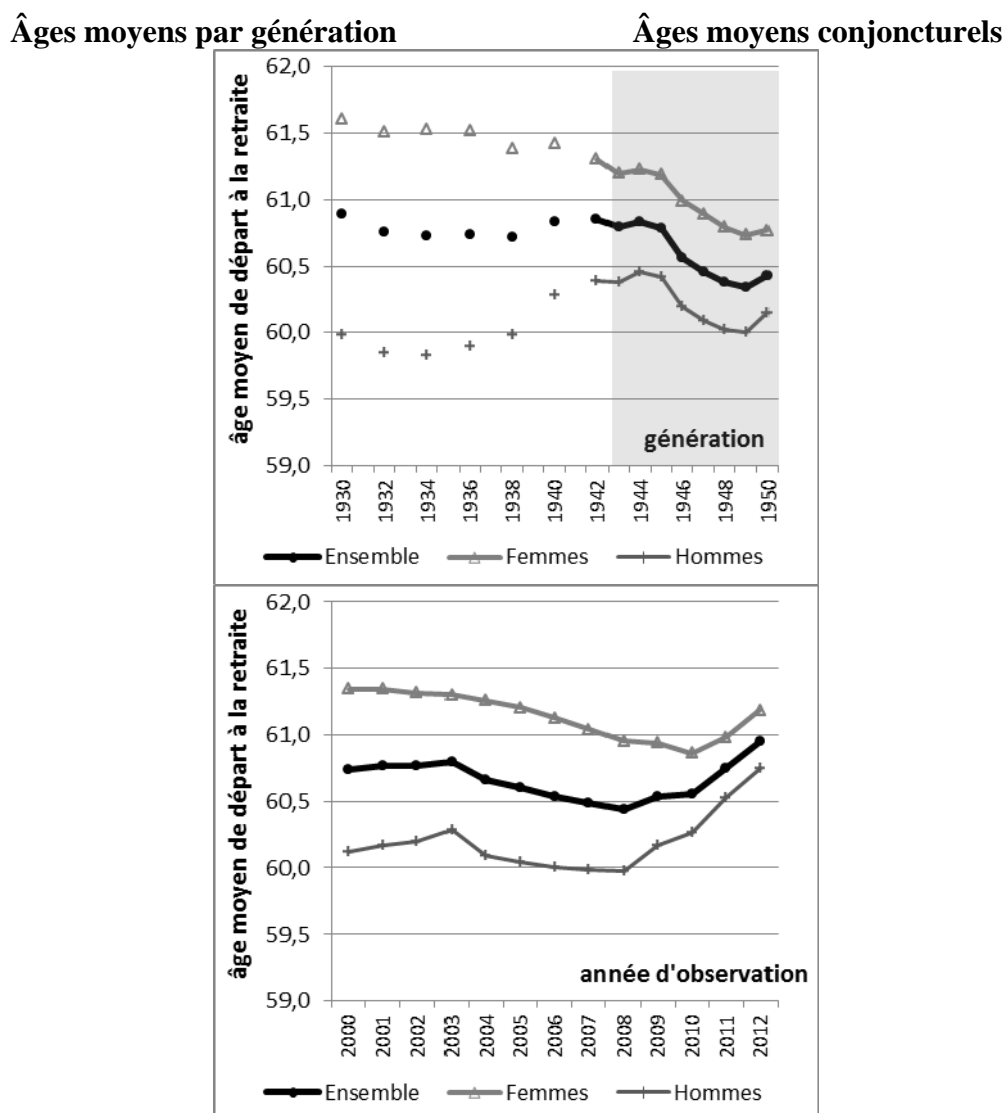 Âges moyens par génération Âges moyens conjoncturels
âge moyen de départ à la retraite
62,0
61,5
61,0
60,5
60,0
59,5
59,0
génération
1930 1932 1934 1936 1938 1940 1942 1944 1946 1948 1950
Ensemble Femmes Hommes
âge moyen de départ à la retraite
62,0
61,5
61,0
60,5
60,0
59,5
59,0
année d'observation
2000 2001 2002 2003 2004 2005 2006 2007 2008 2009 2010 2011 2012
Ensemble Femmes Hommes